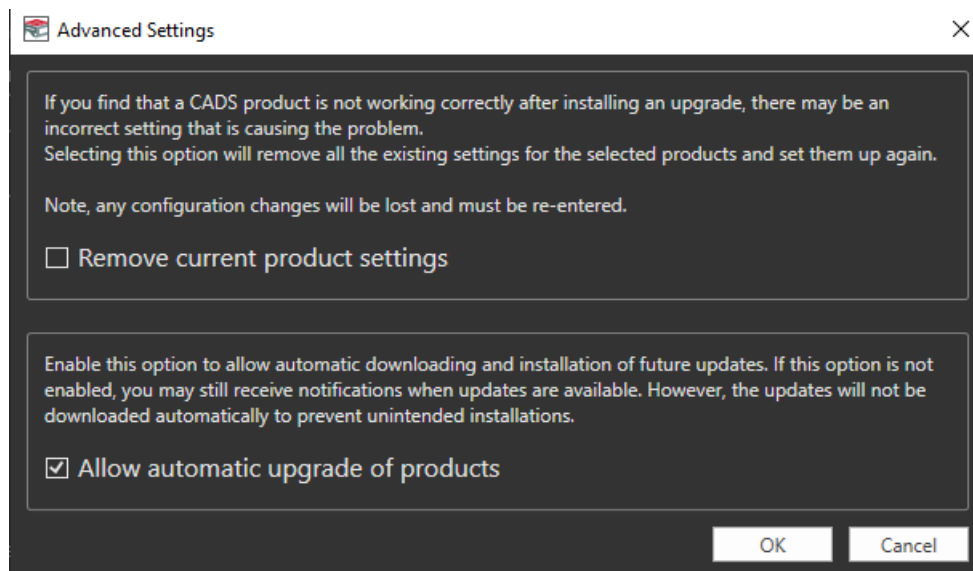 Advanced Settings
If you find that a CADS product is not working correctly after installing an upgrade, there may be an
incorrect setting that is causing the problem.
Selecting this option will remove all the existing settings for the selected products and set them up again.
Note, any configuration changes will be lost and must be re-entered.
Remove current product settings
Enable this option to allow automatic downloading and installation of future updates. If this option is not
enabled, you may still receive notifications when updates are available. However, the updates will not be
downloaded automatically to prevent unintended installations.
Allow automatic upgrade of products
OK Cancel